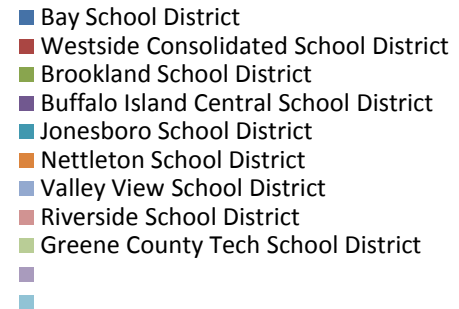 Bay School District
Westside Consolidated School District
Brookland School District
Buffalo Island Central School District
Jonesboro School District
Nettleton School District
Valley View School District
Riverside School District
Greene County Tech School District